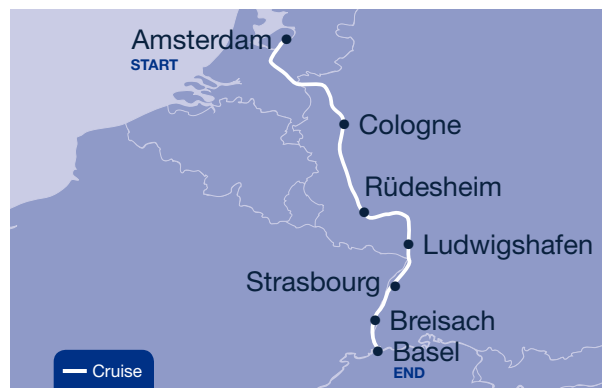 Amsterdam
START
Cologne
Rüdesheim
Ludwigshafen
Strasbourg
Breisach
Basel
END
Cruise